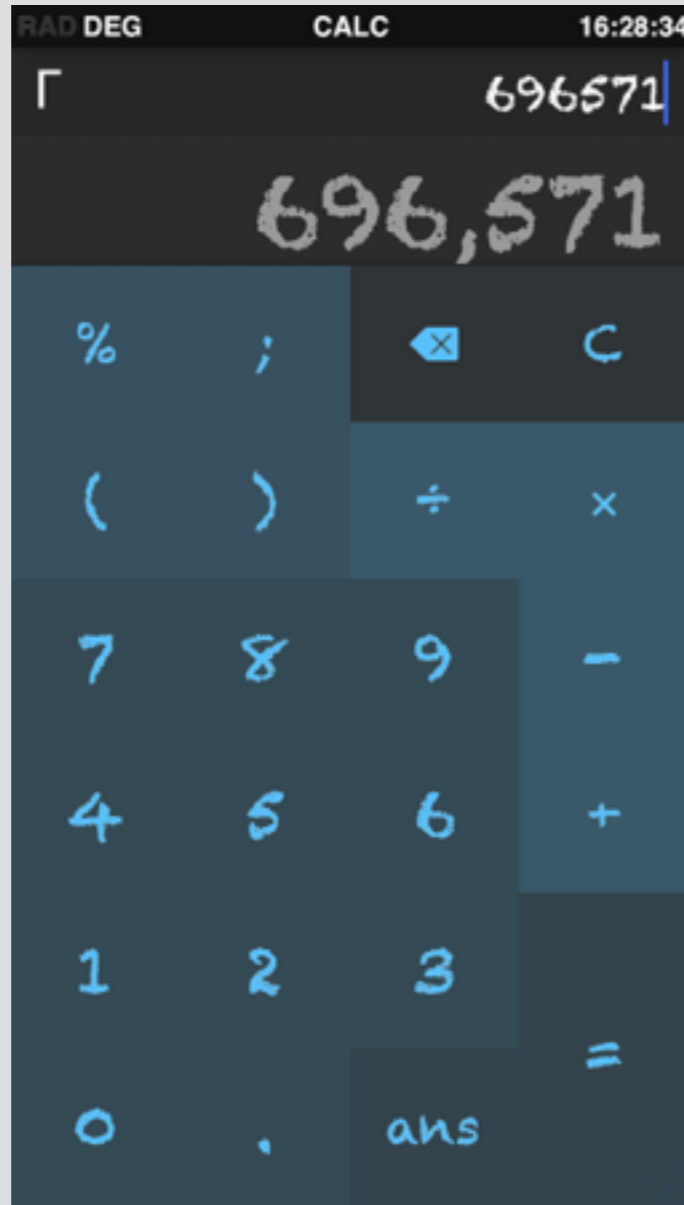 RAD DEG CALC 16:28:34
696571
696,571
% ; C
( ) ÷ ×
7 8 9 -
4 5 6 +
1 2 3
=
0 . ans